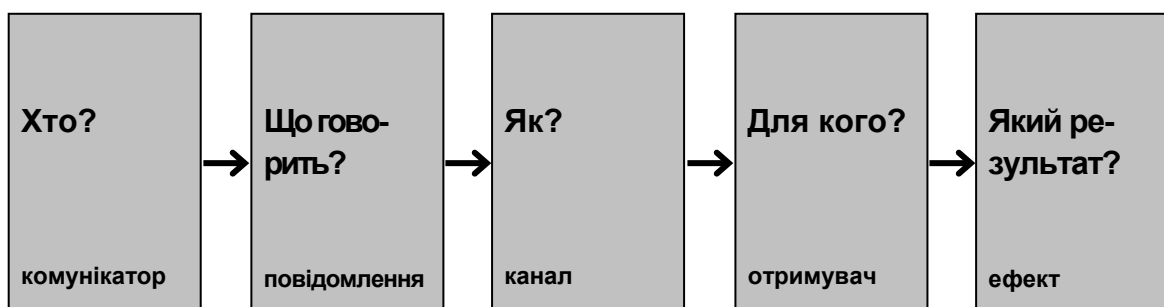 Хто?
комунікатор
Що гово-
рить?
повідомлення
Як?
канал
Для кого?
отримувач
Який ре-
зультат?
ефект